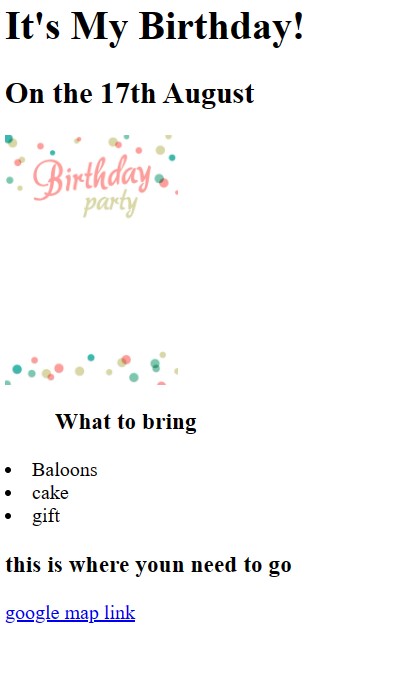 It's My Birthday!
On the 17th August
Birthday
party
What to bring
Baloons
cake
gift
this is where youn need to go
google map link